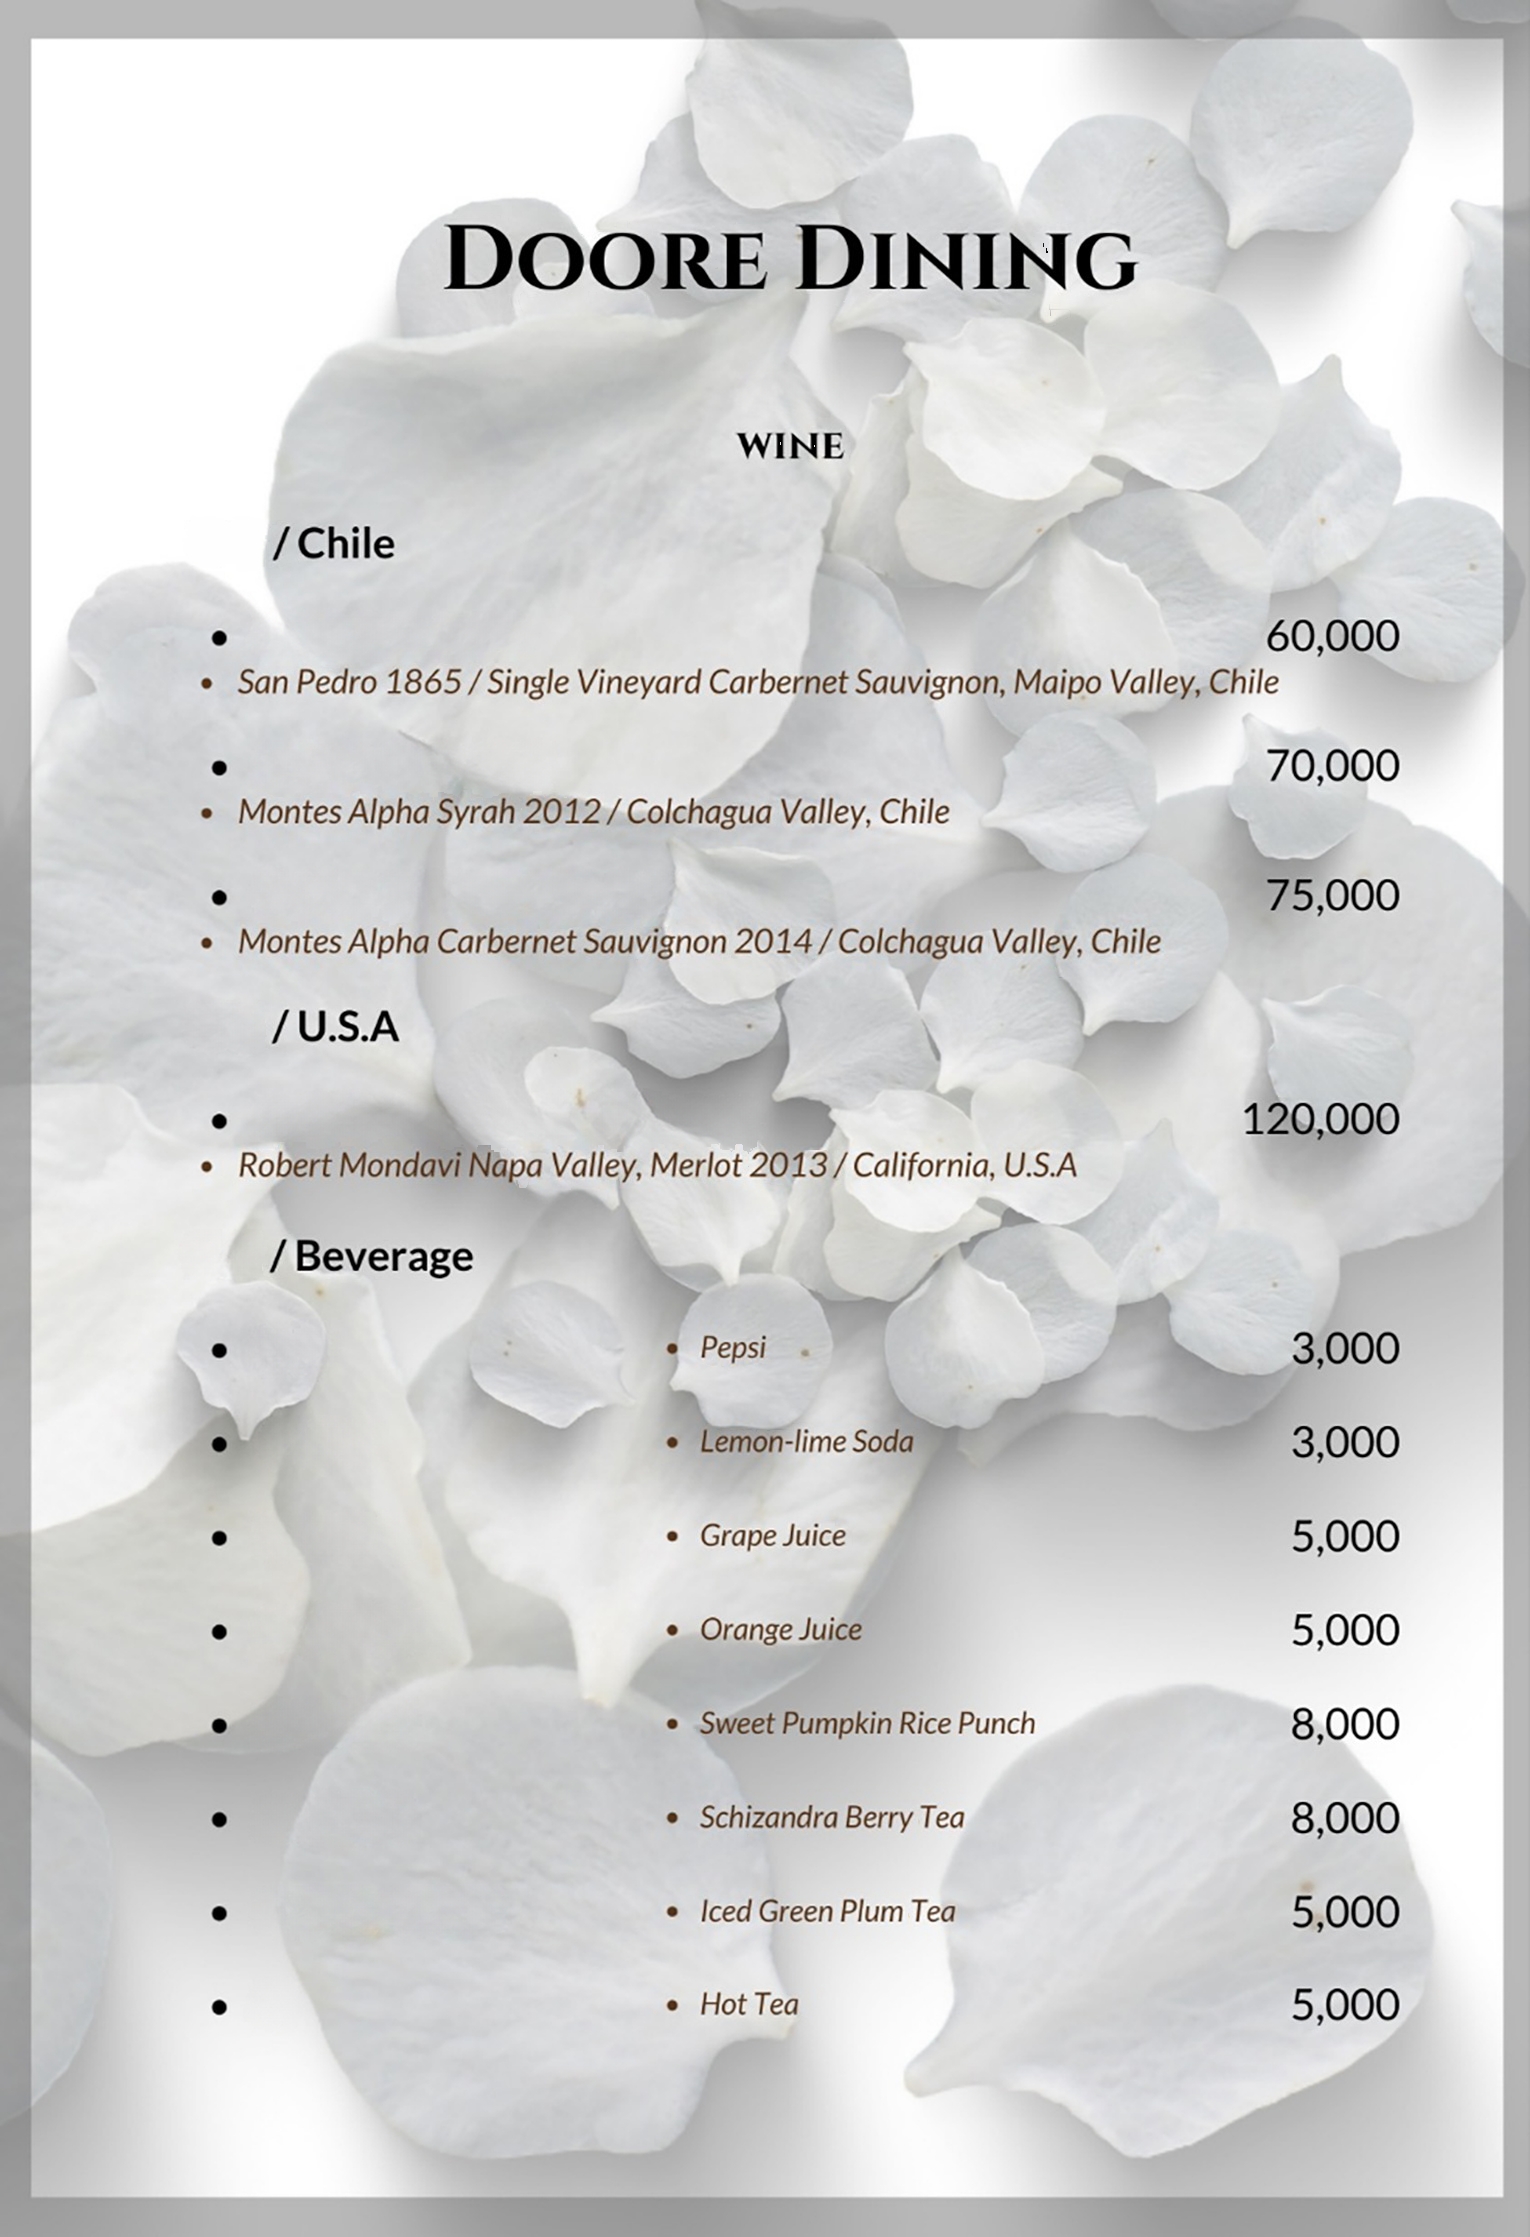 DOORE DINING
WINE
/ Chile
• 60,000
• San Pedro 1865 / Single Vineyard Carbernet Sauvignon, Maipo Valley, Chile
• 70,000
• Montes Alpha Syrah 2012 / Colchagua Valley, Chile
• 75,000
• Montes Alpha Carbernet Sauvignon 2014 / Colchagua Valley, Chile
/ U.S.A
• 120,000
• Robert Mondavi Napa Valley, Merlot 2013 / California, U.S.A
/ Beverage
• • Pepsi 3,000
• • Lemon-lime Soda 3,000
• • Grape Juice 5,000
• • Orange Juice 5,000
• • Sweet Pumpkin Rice Punch 8,000
• • Schizandra Berry Tea 8,000
• • Iced Green Plum Tea 5,000
• • Hot Tea 5,000